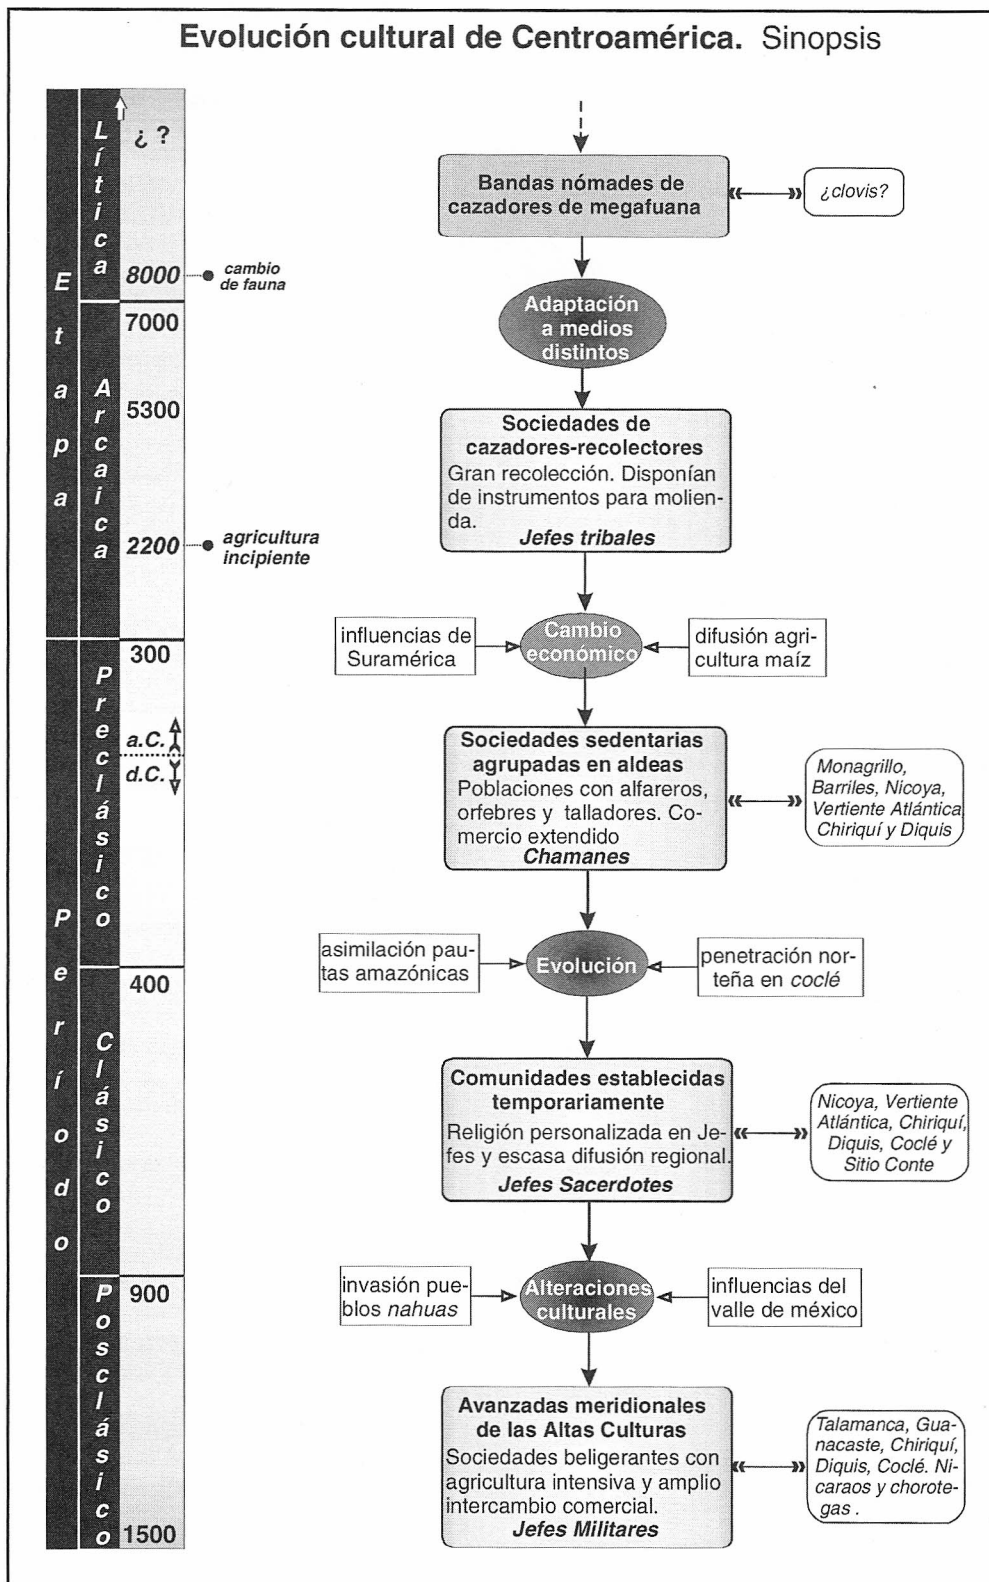 Evolución cultural de Centroamérica. Sinopsis
Etapa
Lítica
¿ ?
8000
cambio
de fauna
Arcaica
7000
5300
2200
agricultura
incipiente
Período
Preclásico
300
a.C.
d.C.
Clásico
400
Posclásico
900
1500
Bandas nómades de
cazadores de megafuana
¿clovis?
Adaptación
a medios
distintos
Sociedades de
cazadores-recolectores
Gran recolección. Disponían
de instrumentos para molien-
da.
Jefes tribales
influencias de
Suramérica
Cambio
económico
difusión agri-
cultura maíz
Sociedades sedentarias
agrupadas en aldeas
Poblaciones con alfareros,
orfebres y talladores. Co-
mercio extendido
Chamanes
Monagrillo,
Barriles, Nicoya,
Vertiente Atlántica,
Chiriquí y Diquis
asimilación pau-
tas amazónicas
Evolución
penetración nor-
teña en coclé
Comunidades establecidas
temporariamente
Religión personalizada en Je-
fes y escasa difusión regional.
Jefes Sacerdotes
Nicoya, Vertiente
Atlántica, Chiriquí,
Diquis, Coclé y
Sitio Conte
invasión pue-
blos nahuas
Alteraciones
culturales
influencias del
valle de méxico
Avanzadas meridionales
de las Altas Culturas
Sociedades beligerantes con
agricultura intensiva y amplio
intercambio comercial.
Jefes Militares
Talamanca, Gua-
nacaste, Chiriquí,
Diquis, Coclé. Ni-
caraos y chorote-
gas .